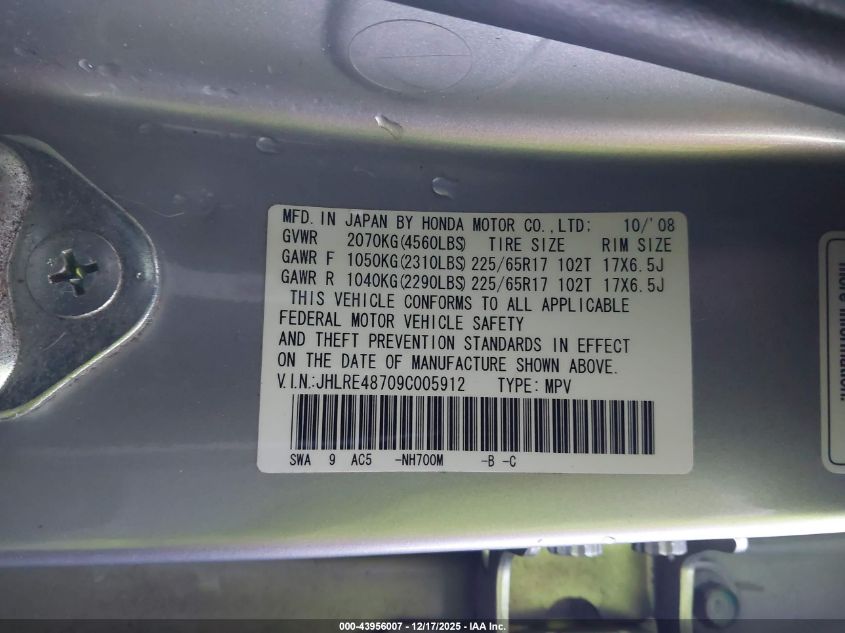 MFD. IN JAPAN BY HONDA MOTOR CO.,LTD: 10/'08
GVWR 2070KG(4560LBS) TIRE SIZE RIM SIZE
GAWR F 1050KG(2310LBS) 225/65R17 102T 17X6.5J
GAWR R 1040KG(2290LBS) 225/65R17 102T 17X6.5J
THIS VEHICLE CONFORMS TO ALL APPLICABLE
FEDERAL MOTOR VEHICLE SAFETY
AND THEFT PREVENTION STANDARDS IN EFFECT
ON THE DATE OF MANUFACTURE SHOWN ABOVE.
V.I.N.:JHLRE48709C005912 TYPE: MPV
SWA 9 AC5 -NH700M -B -C
more information.
000-43956007 - 12/17/2025 - IAA Inc.